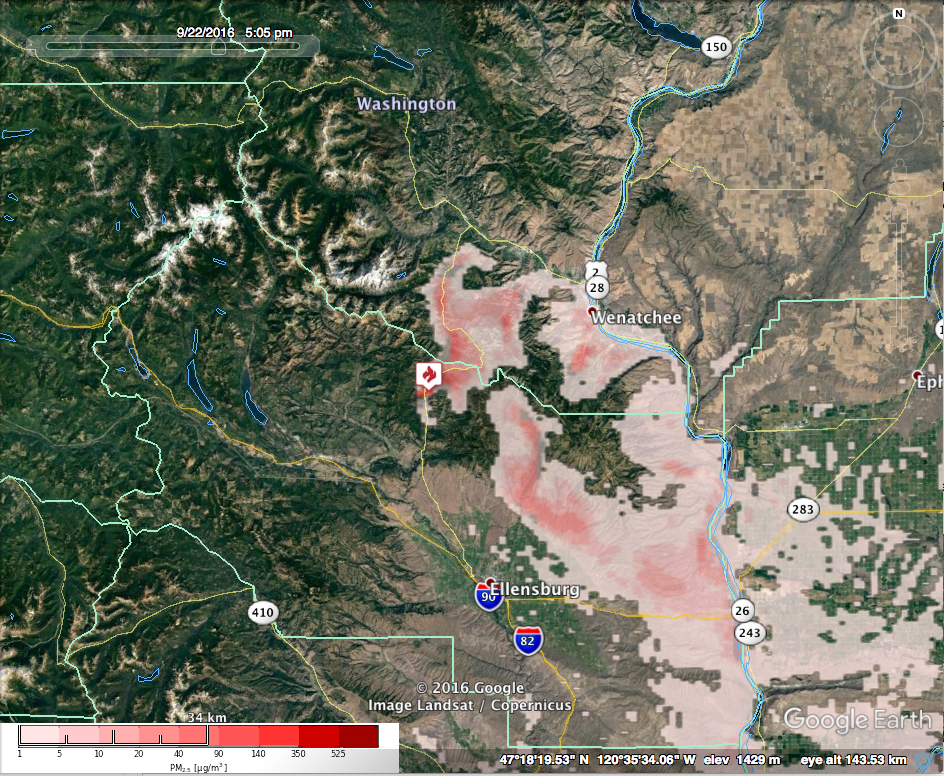 9/22/2016 5:05 pm
N
150
Washington
2
28
Wenatchee
Eph
283
Ellensburg
90
26
410
243
82
© 2016 Google
Image Landsat / Copernicus
34 km
Google Earth
1 5 10 20 40 90 140 350 525
PM2.5 [µg/m³]
47°18'19.53" N 120°35'34.06" W elev 1429 m eye alt 143.53 km